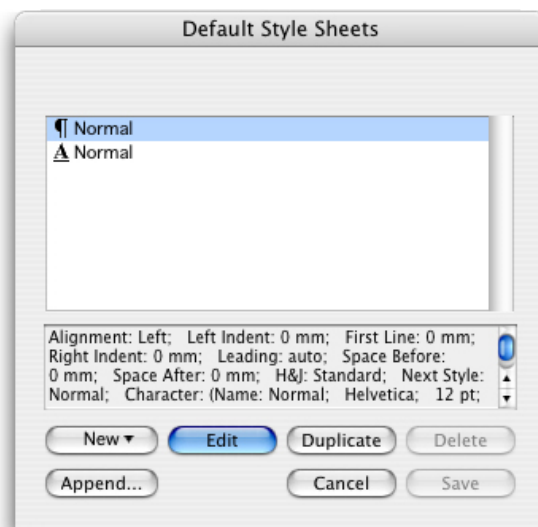 Default Style Sheets
¶ Normal
A Normal
Alignment: Left; Left Indent: 0 mm; First Line: 0 mm;
Right Indent: 0 mm; Leading: auto; Space Before:
0 mm; Space After: 0 mm; H&J: Standard; Next Style:
Normal; Character: (Name: Normal; Helvetica; 12 pt;
New ▾ Edit Duplicate Delete
Append... Cancel Save